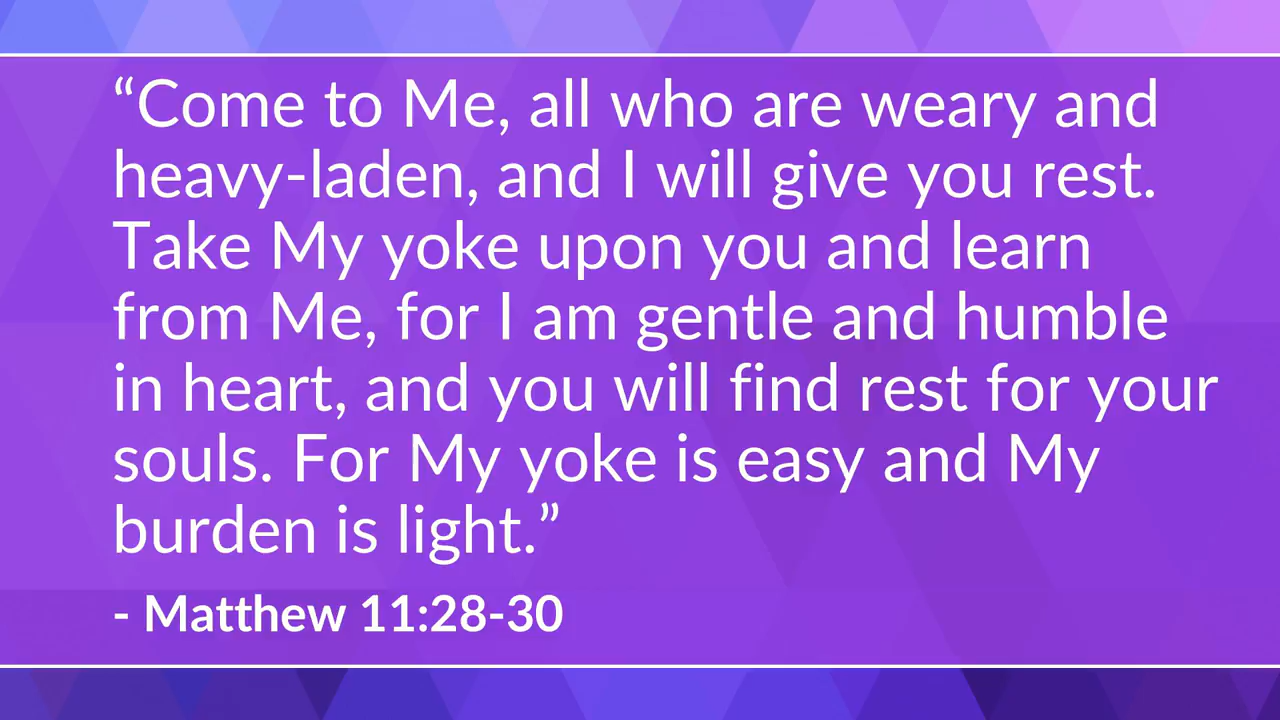 “Come to Me, all who are weary and
heavy-laden, and I will give you rest.
Take My yoke upon you and learn
from Me, for I am gentle and humble
in heart, and you will find rest for your
souls. For My yoke is easy and My
burden is light.”
- Matthew 11:28-30